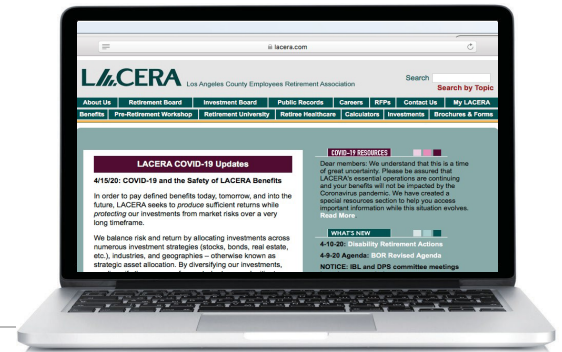 lacera.com
LACERA Los Angeles County Employees Retirement Association
Search
Search by Topic
About Us Retirement Board Investment Board Public Records Careers RFPs Contact Us My LACERA
Benefits Pre-Retirement Workshop Retirement University Retiree Healthcare Calculators Investments Brochures & Forms
LACERA COVID-19 Updates
4/15/20: COVID-19 and the Safety of LACERA Benefits
In order to pay defined benefits today, tomorrow, and into the
future, LACERA seeks to produce sufficient returns while
protecting our investments from market risks over a very
long timeframe.
We balance risk and return by allocating investments across
numerous investment strategies (stocks, bonds, real estate,
etc.), industries, and geographies – otherwise known as
strategic asset allocation. By diversifying our investments,
COVID-19 RESOURCES
Dear members: We understand that this is a time
of great uncertainty. Please be assured that
LACERA's essential operations are continuing
and your benefits will not be impacted by the
Coronavirus pandemic. We have created a
special resources section to help you access
important information while this situation evolves.
Read More
WHAT'S NEW
4-10-20: Disability Retirement Actions
4-9-20 Agenda: BOR Revised Agenda
NOTICE: IBL and DPS committee meetings